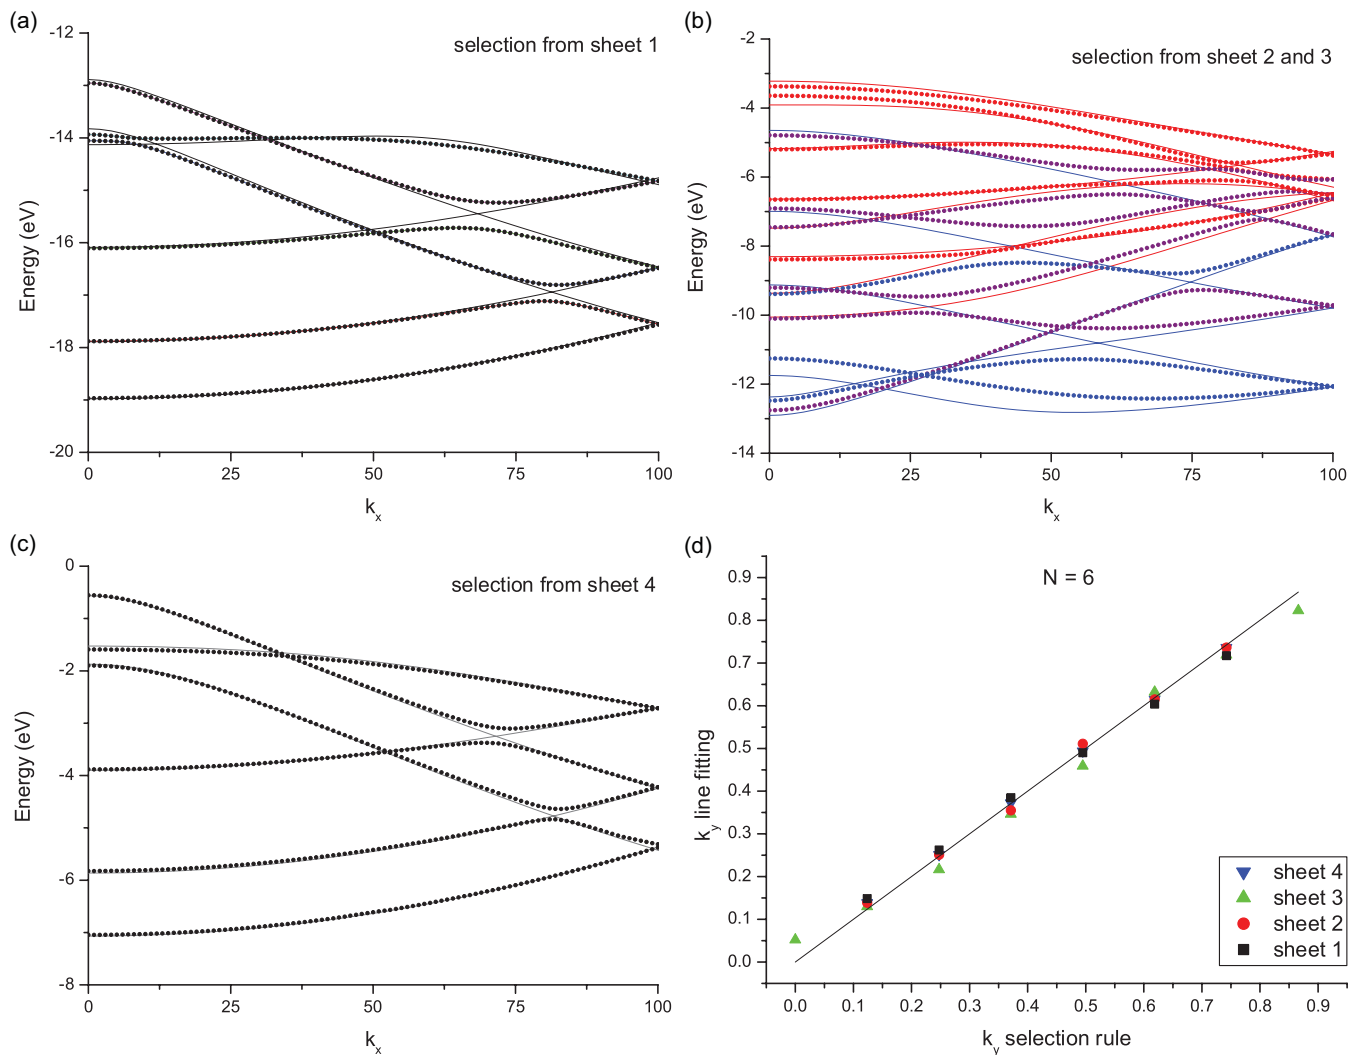 (a)
selection from sheet 1
-12
-14
-16
-18
-20
Energy (eV)
0 25 50 75 100
kx
(b)
selection from sheet 2 and 3
-2
-4
-6
-8
-10
-12
-14
Energy (eV)
0 25 50 75 100
kx
(c)
selection from sheet 4
0
-2
-4
-6
-8
Energy (eV)
0 25 50 75 100
kx
(d)
N = 6
0.9
0.8
0.7
0.6
0.5
0.4
0.3
0.2
0.1
0.0
ky line fitting
sheet 4
sheet 3
sheet 2
sheet 1
0.0 0.1 0.2 0.3 0.4 0.5 0.6 0.7 0.8 0.9
ky selection rule